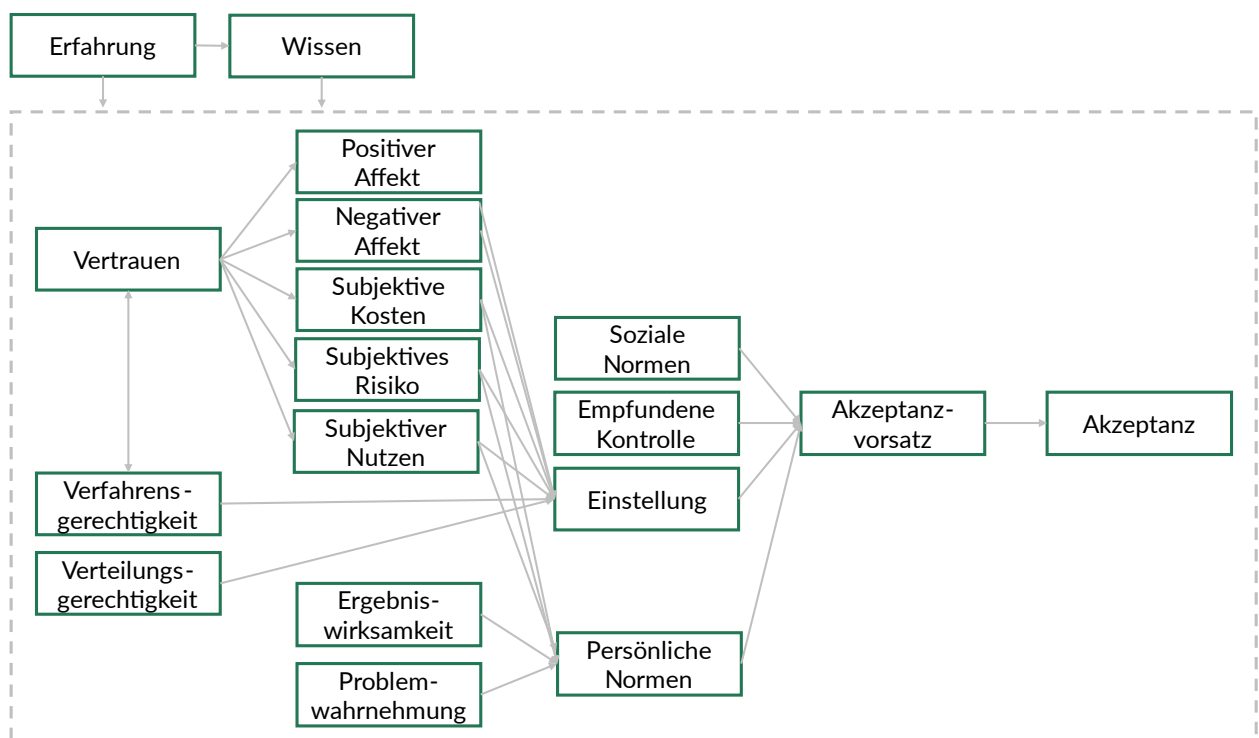 Erfahrung
Wissen
Positiver
Affekt
Negativer
Affekt
Vertrauen
Subjektive
Kosten
Soziale
Normen
Subjektives
Risiko
Empfundene
Kontrolle
Akzeptanz-
vorsatz
Akzeptanz
Subjektiver
Nutzen
Verfahrens-
gerechtigkeit
Einstellung
Verteilungs-
gerechtigkeit
Ergebnis-
wirksamkeit
Persönliche
Normen
Problem-
wahrnehmung